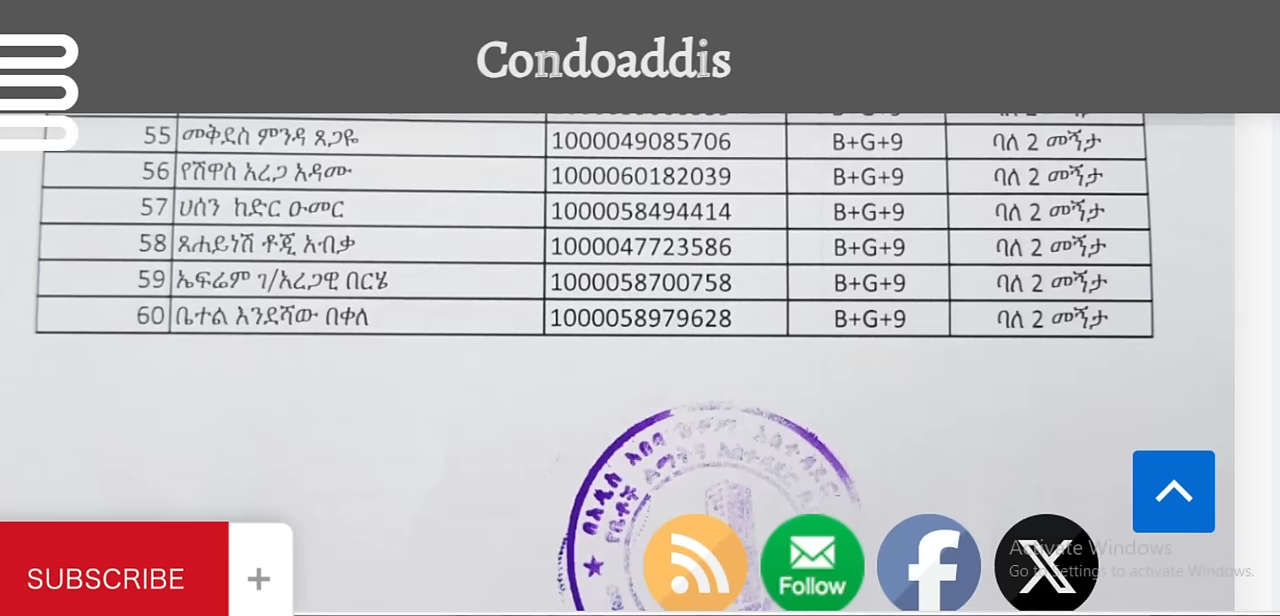 Condoaddis
55 መቅደስ ምንዳ ጸጋዬ 1000049085706 B+G+9 ባለ 2 መኝታ
56 የሽዋስ አረጋ አዳሙ 1000060182039 B+G+9 ባለ 2 መኝታ
57 ሀሰን ከድር ዑመር 1000058494414 B+G+9 ባለ 2 መኝታ
58 ጸሐይነሽ ቶጂ አብቃ 1000047723586 B+G+9 ባለ 2 መኝታ
59 ኤፍሬም ገ/አረጋዊ በርሄ 1000058700758 B+G+9 ባለ 2 መኝታ
60 ቤተል እንደሻው በቀለ 1000058979628 B+G+9 ባለ 2 መኝታ
በአዲስ አበባ
Follow
SUBSCRIBE +
Activate Windows
Go to Settings to activate Windows.